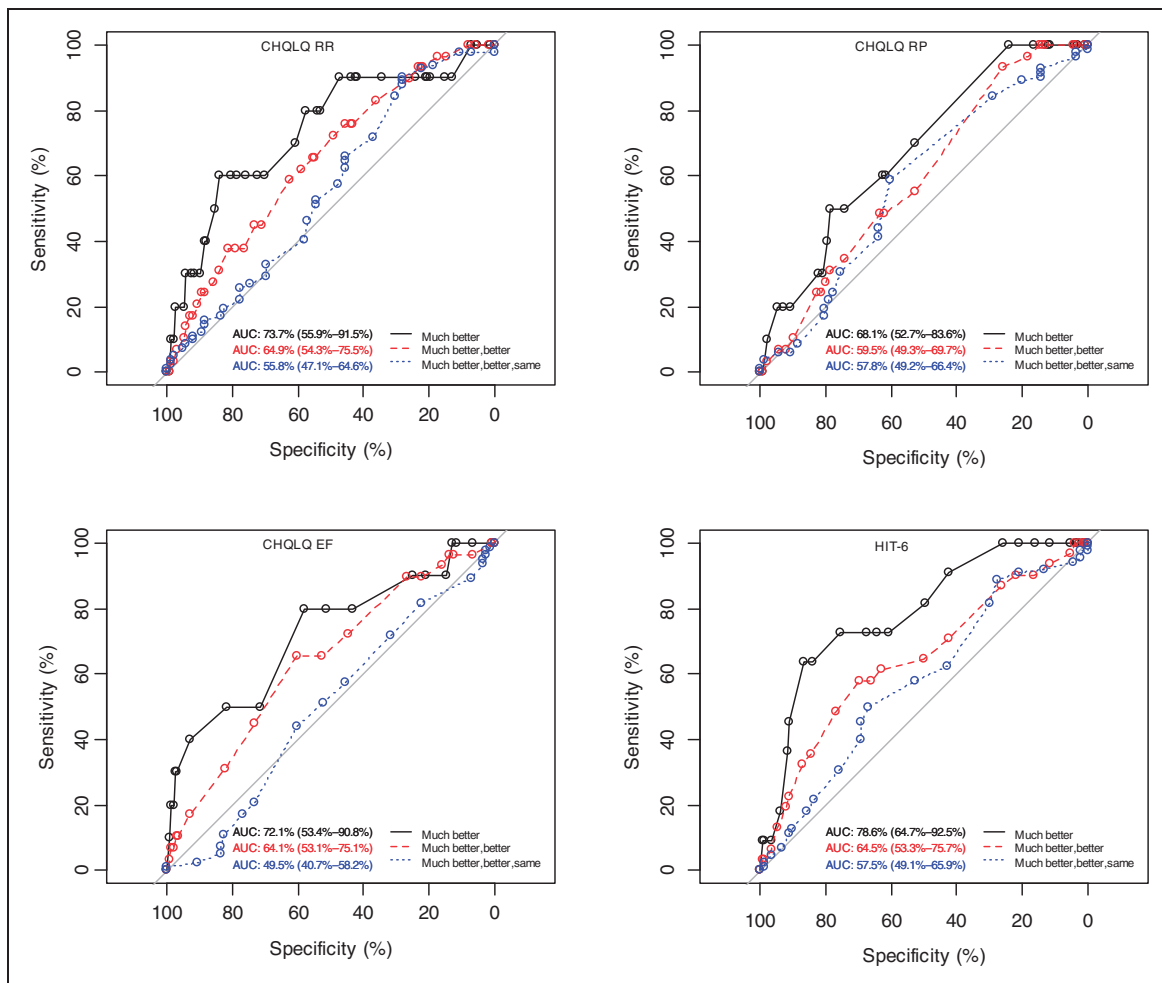 CHQLQ RR
100
80
60
40
20
0
Sensitivity (%)
AUC: 73.7% (55.9%–91.5%) Much better
AUC: 64.9% (54.3%–75.5%) Much better,better
AUC: 55.8% (47.1%–64.6%) Much better,better,same
100 80 60 40 20 0
Specificity (%)
CHQLQ RP
100
80
60
40
20
0
Sensitivity (%)
AUC: 68.1% (52.7%–83.6%) Much better
AUC: 59.5% (49.3%–69.7%) Much better,better
AUC: 57.8% (49.2%–66.4%) Much better,better,same
100 80 60 40 20 0
Specificity (%)
CHQLQ EF
100
80
60
40
20
0
Sensitivity (%)
AUC: 72.1% (53.4%–90.8%) Much better
AUC: 64.1% (53.1%–75.1%) Much better,better
AUC: 49.5% (40.7%–58.2%) Much better,better,same
100 80 60 40 20 0
Specificity (%)
HIT-6
100
80
60
40
20
0
Sensitivity (%)
AUC: 78.6% (64.7%–92.5%) Much better
AUC: 64.5% (53.3%–75.7%) Much better,better
AUC: 57.5% (49.1%–65.9%) Much better,better,same
100 80 60 40 20 0
Specificity (%)